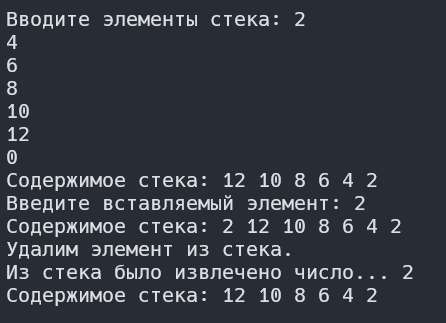 Вводите элементы стека: 2
4
6
8
10
12
0
Содержимое стека: 12 10 8 6 4 2
Введите вставляемый элемент: 2
Содержимое стека: 2 12 10 8 6 4 2
Удалим элемент из стека.
Из стека было извлечено число... 2
Содержимое стека: 12 10 8 6 4 2